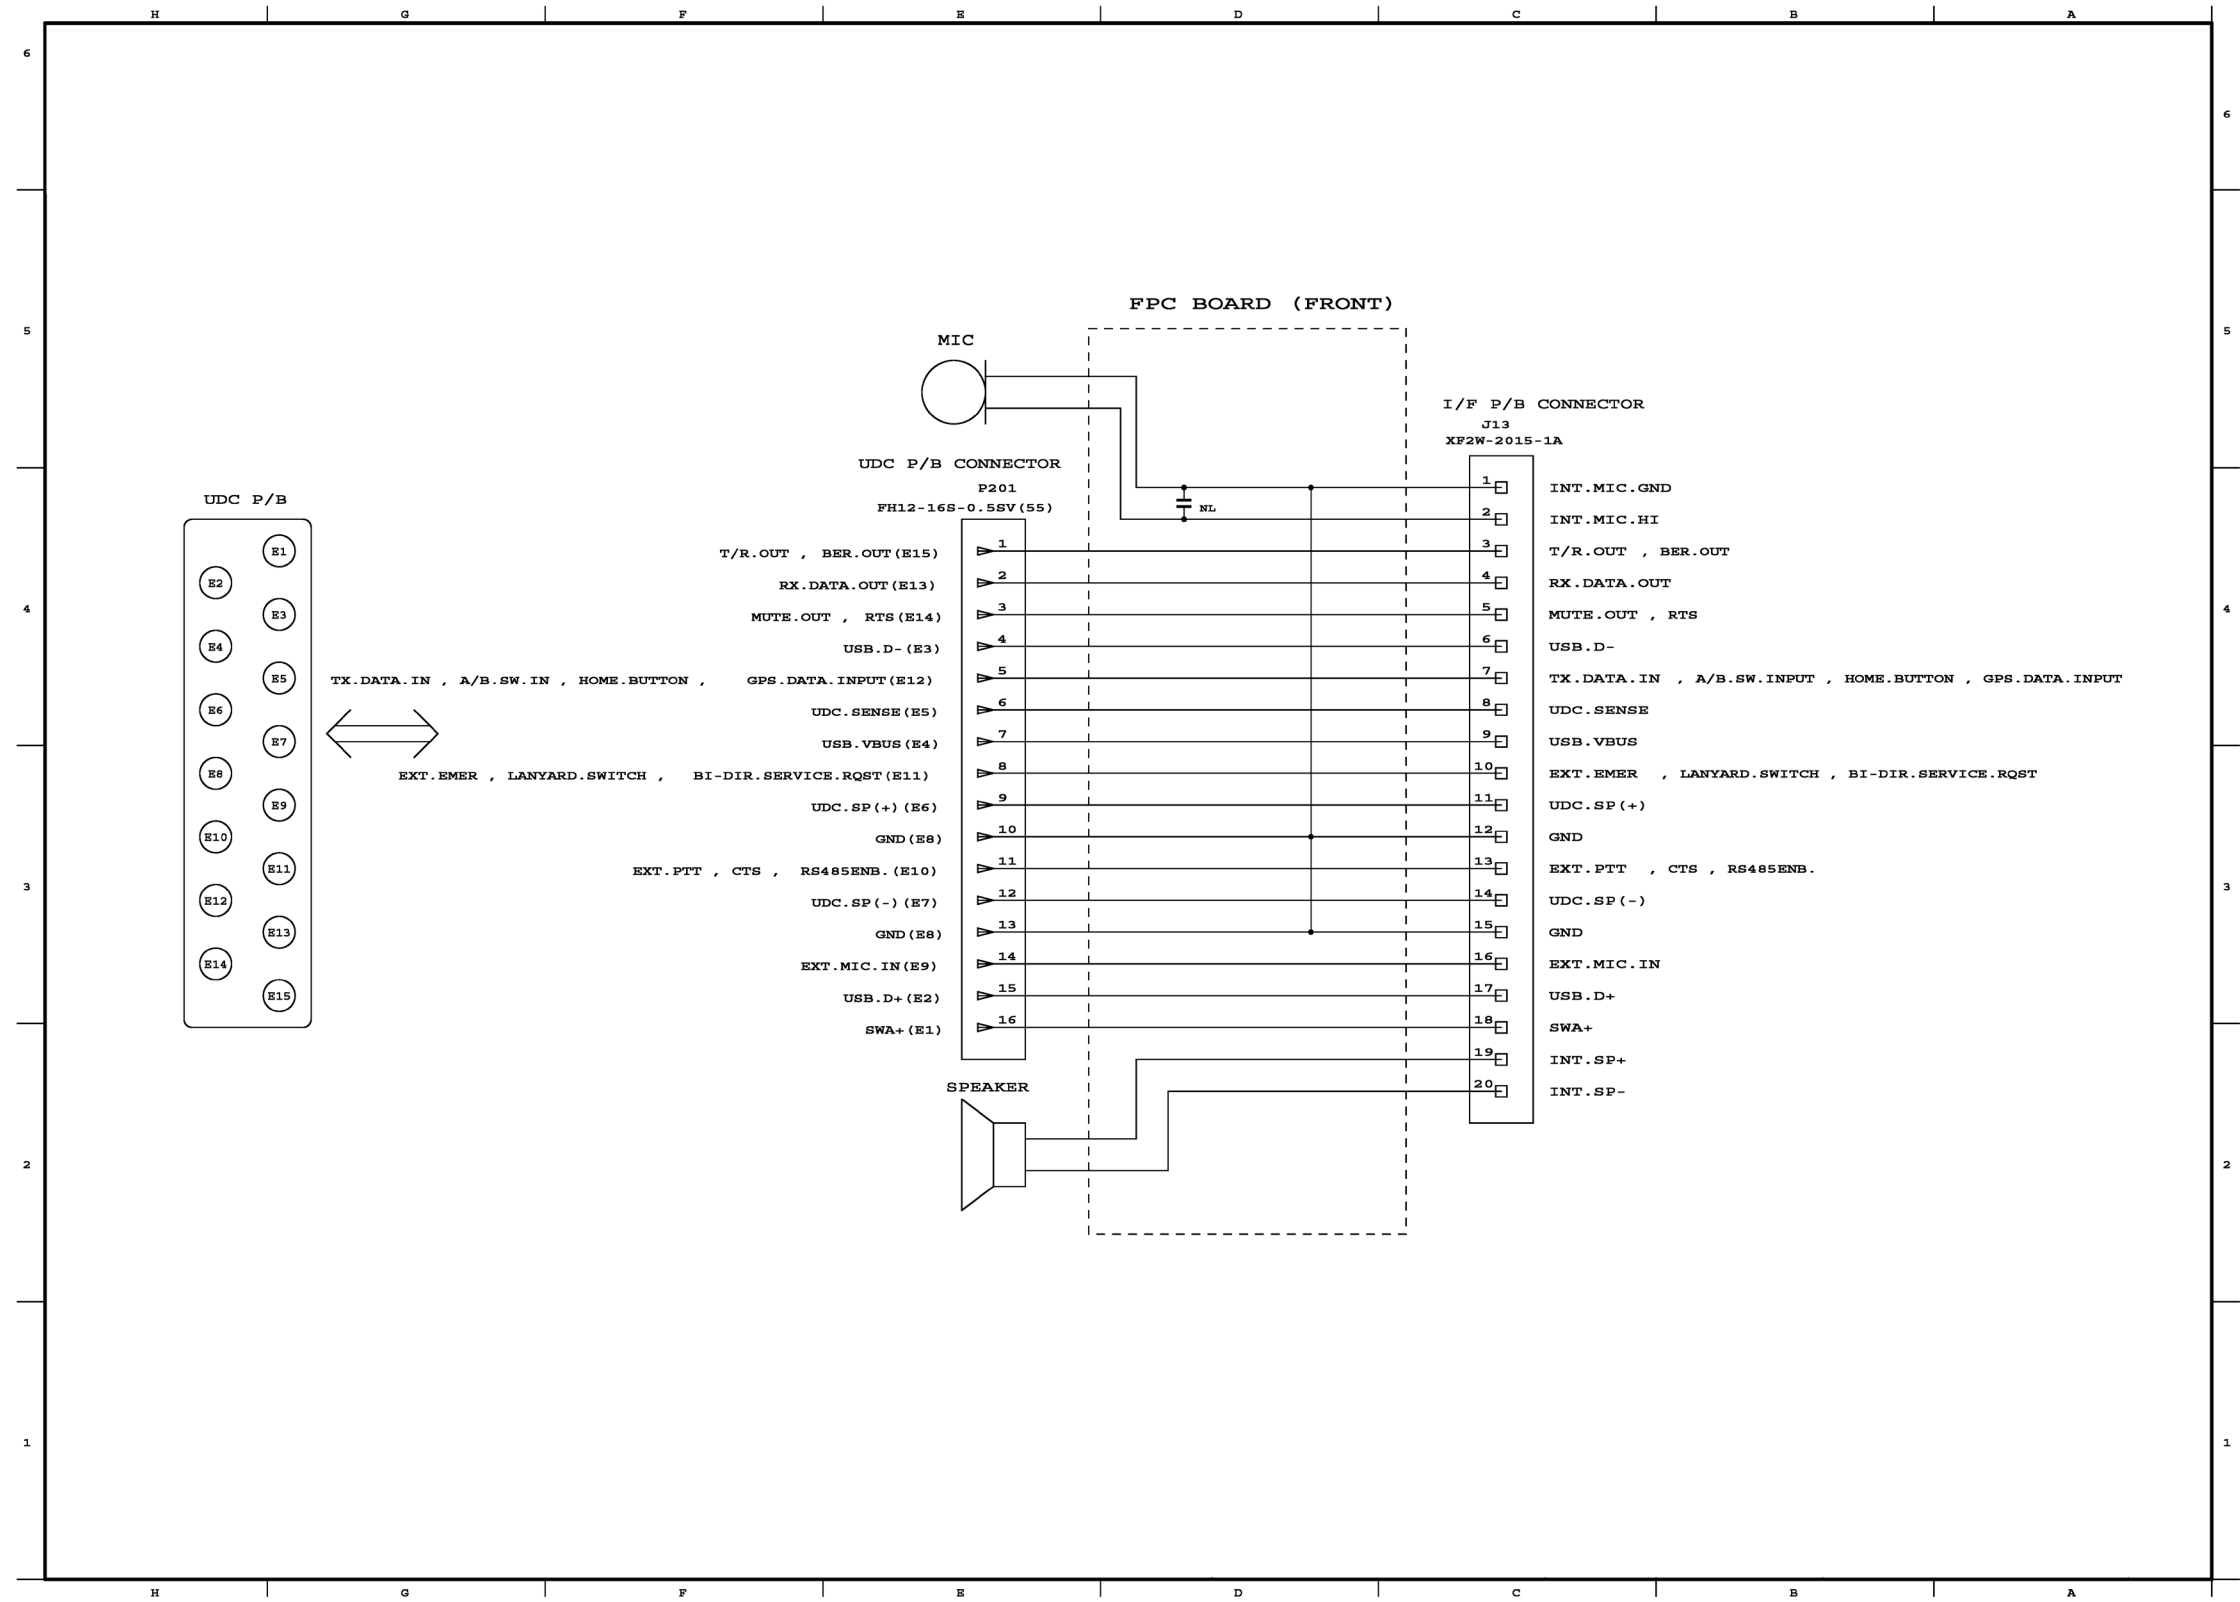 H G F E D C B A
6
6
FPC BOARD (FRONT)
5
5
MIC
I/F P/B CONNECTOR
J13
XF2W-2015-1A
UDC P/B CONNECTOR
P201
FH12-16S-0.5SV(55)
UDC P/B
1 INT.MIC.GND
NL
2 INT.MIC.HI
E1
T/R.OUT , BER.OUT(E15) 1 3 T/R.OUT , BER.OUT
E2
RX.DATA.OUT(E13) 2 4 RX.DATA.OUT
4
4
E3
MUTE.OUT , RTS(E14) 3 5 MUTE.OUT , RTS
E4
USB.D-(E3) 4 6 USB.D-
E5
TX.DATA.IN , A/B.SW.IN , HOME.BUTTON , GPS.DATA.INPUT(E12) 5 7 TX.DATA.IN , A/B.SW.INPUT , HOME.BUTTON , GPS.DATA.INPUT
E6
UDC.SENSE(E5) 6 8 UDC.SENSE
E7
USB.VBUS(E4) 7 9 USB.VBUS
E8
EXT.EMER , LANYARD.SWITCH , BI-DIR.SERVICE.RQST(E11) 8 10 EXT.EMER , LANYARD.SWITCH , BI-DIR.SERVICE.RQST
E9
UDC.SP(+)(E6) 9 11 UDC.SP(+)
E10
GND(E8) 10 12 GND
E11
EXT.PTT , CTS , RS485ENB.(E10) 11 13 EXT.PTT , CTS , RS485ENB.
3
3
E12
UDC.SP(-)(E7) 12 14 UDC.SP(-)
E13
GND(E8) 13 15 GND
E14
EXT.MIC.IN(E9) 14 16 EXT.MIC.IN
E15
USB.D+(E2) 15 17 USB.D+
SWA+(E1) 16 18 SWA+
19 INT.SP+
SPEAKER
20 INT.SP-
2
2
1
1
H G F E D C B A